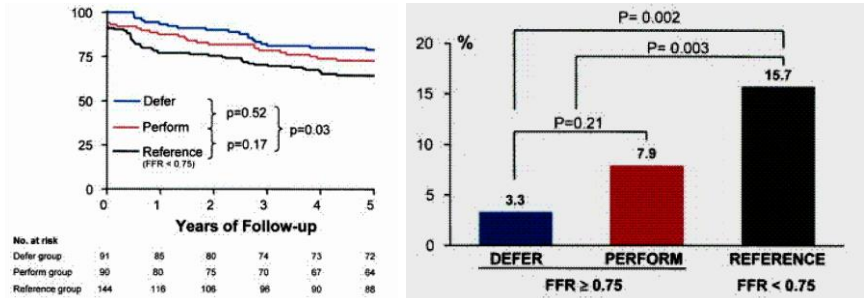 100
75
50
25
0
Defer
Perform
Reference
(FFR < 0.75)
p=0.52
p=0.17
p=0.03
0 1 2 3 4 5
Years of Follow-up
No. at risk
Defer group 91 85 80 74 73 72
Perform group 90 80 75 70 67 64
Reference group 144 116 106 96 90 88
%
20
15
10
5
0
P= 0.002
P= 0.003
P=0.21
3.3
7.9
15.7
DEFER PERFORM REFERENCE
FFR ≥ 0.75 FFR < 0.75